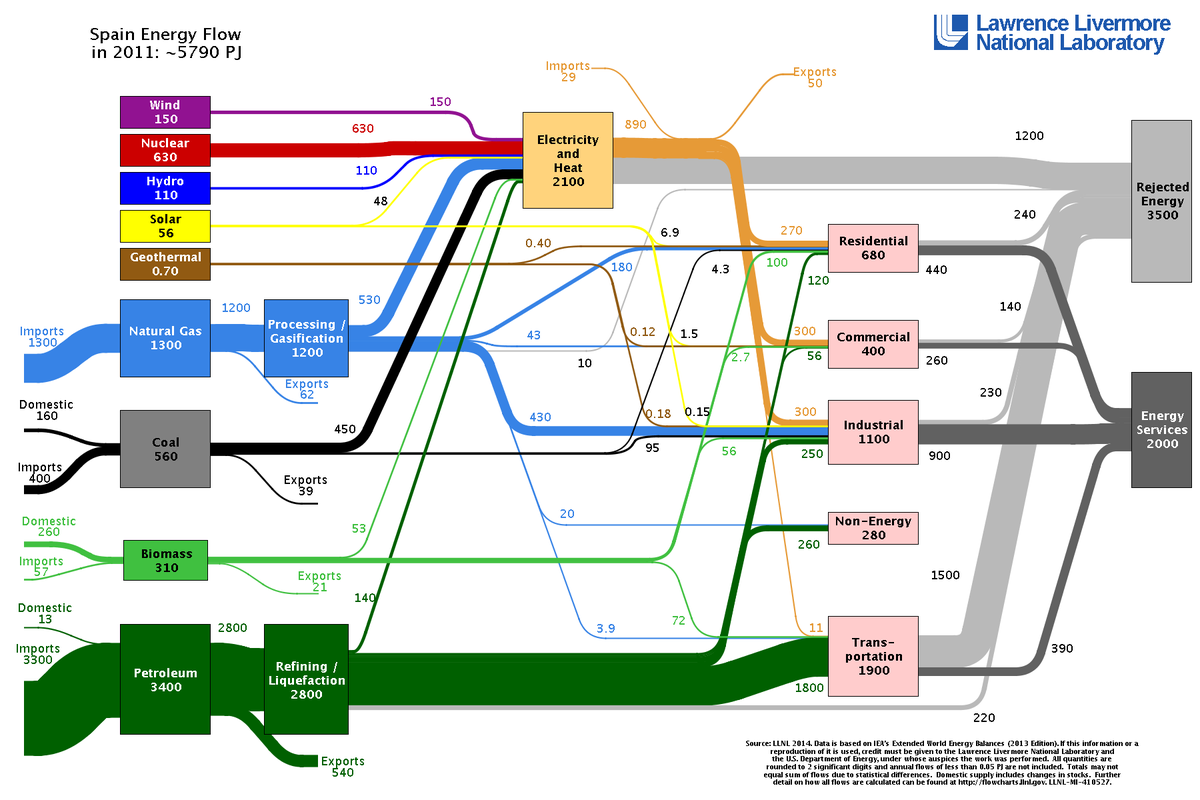 Spain Energy Flow
in 2011: ~5790 PJ
Lawrence Livermore
National Laboratory
Imports
29
Exports
50
Wind
150
150
Nuclear
630
630
Hydro
110
110
Solar
56
48
Geothermal
0.70
0.40
Electricity
and
Heat
2100
890
1200
Rejected
Energy
3500
6.9
270
240
Residential
680
180
4.3
100
120
440
Imports
1300
Natural Gas
1300
1200
Processing /
Gasification
1200
530
Exports
62
43
10
0.12
1.5
2.7
300
56
Commercial
400
140
260
Domestic
160
Imports
400
Coal
560
450
Exports
39
430
0.18
0.15
95
56
300
250
Industrial
1100
230
900
Energy
Services
2000
Domestic
260
Imports
57
Biomass
310
53
Exports
21
20
260
Non-Energy
280
Domestic
13
Imports
3300
Petroleum
3400
2800
Refining /
Liquefaction
2800
140
Exports
540
3.9
72
11
1800
Trans-
portation
1900
1500
390
220
Source: LLNL 2014. Data is based on IEA's Extended World Energy Balances (2013 Edition). If this information or a
reproduction of it is used, credit must be given to the Lawrence Livermore National Laboratory and
the U.S. Department of Energy, under whose auspices the work was performed. All quantities are
rounded to 2 significant digits and annual flows of less than 0.05 PJ are not included. Totals may not
equal sum of flows due to statistical differences. Domestic supply includes changes in stocks. Further
detail on how all flows are calculated can be found at http://flowcharts.llnl.gov. LLNL-MI-410527.